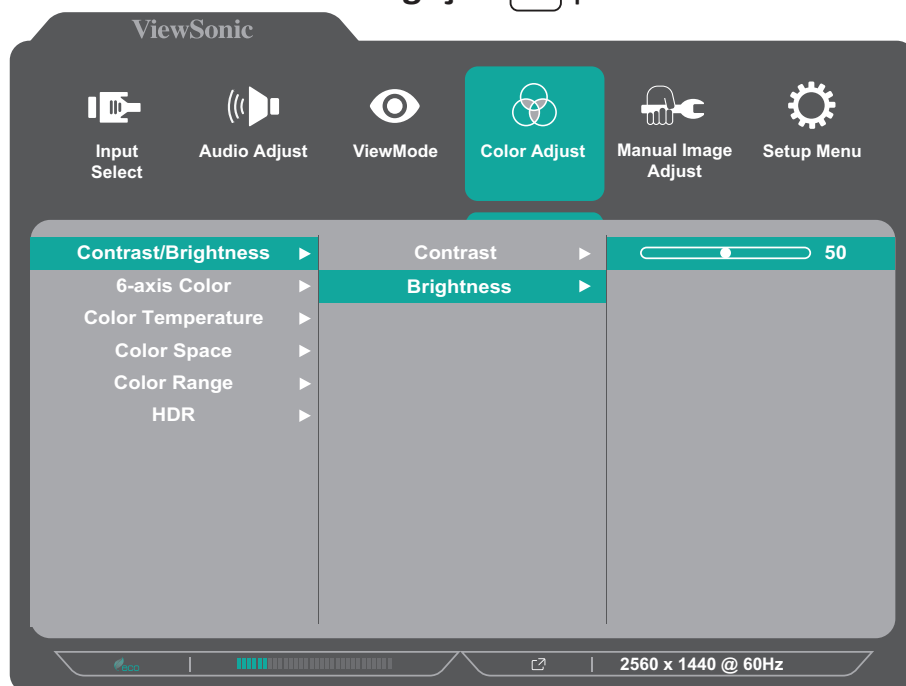 ViewSonic
Input Select
Audio Adjust
ViewMode
Color Adjust
Manual Image Adjust
Setup Menu
Contrast/Brightness
Contrast
50
6-axis Color
Brightness
Color Temperature
Color Space
Color Range
HDR
eco
2560 x 1440 @ 60Hz